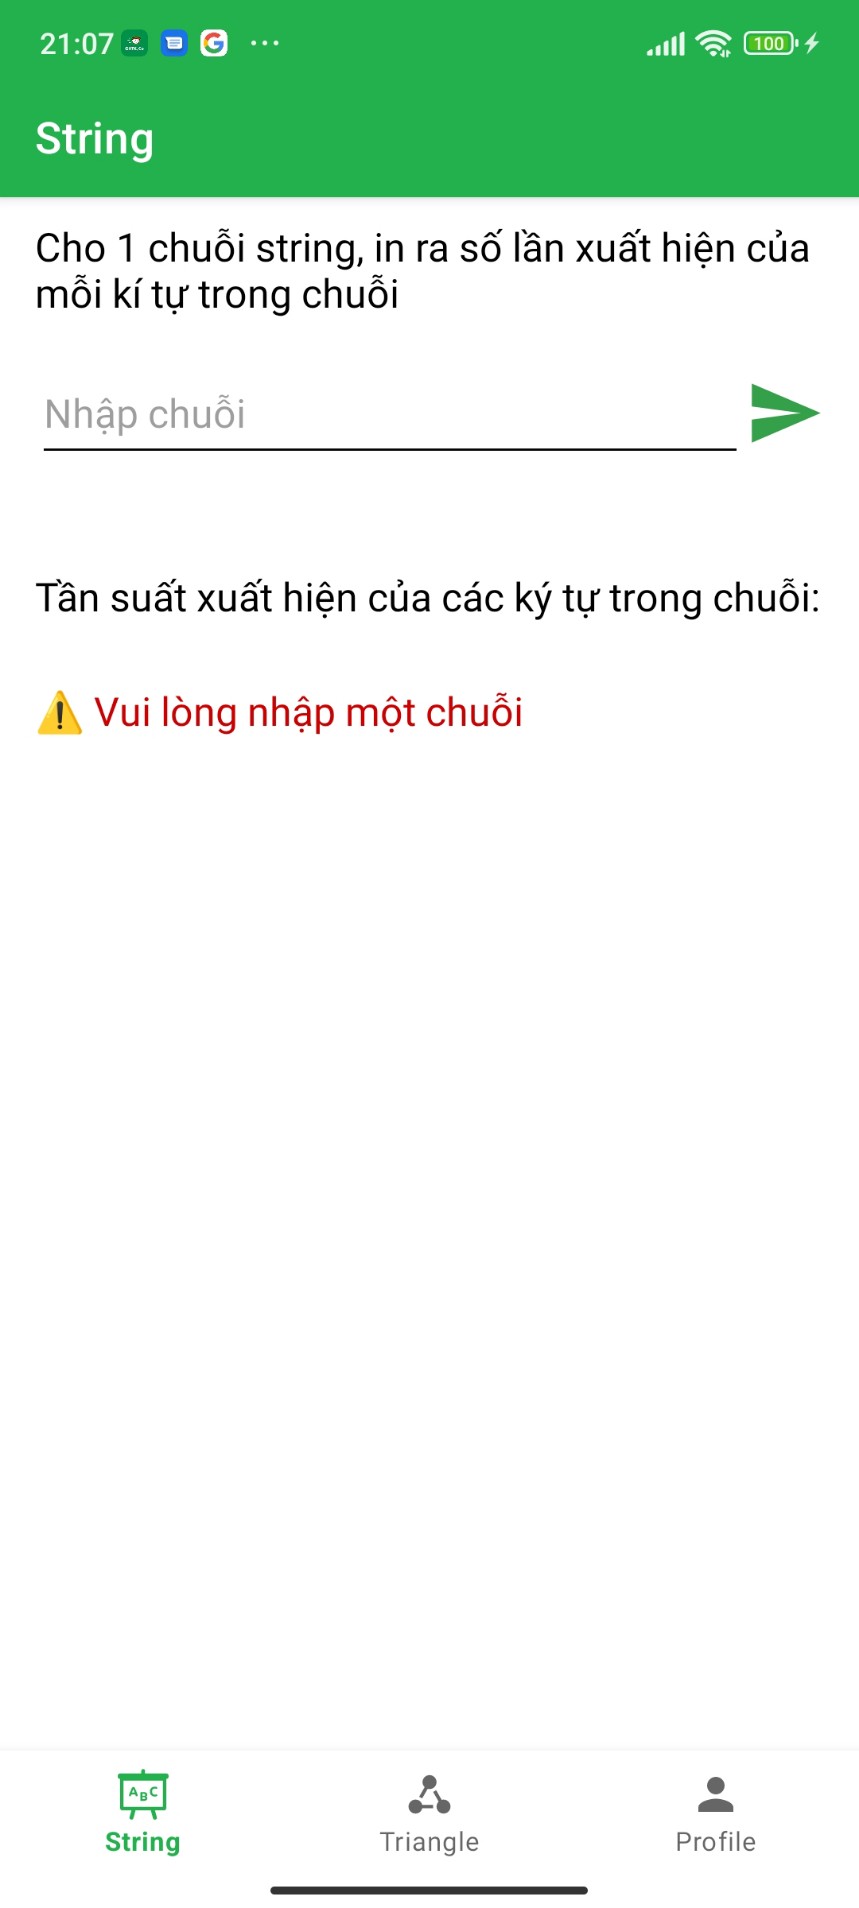 21:07
100
String
Cho 1 chuỗi string, in ra số lần xuất hiện của
mỗi kí tự trong chuỗi
Nhập chuỗi
Tần suất xuất hiện của các ký tự trong chuỗi:
⚠️ Vui lòng nhập một chuỗi
ABC
String
Triangle
Profile